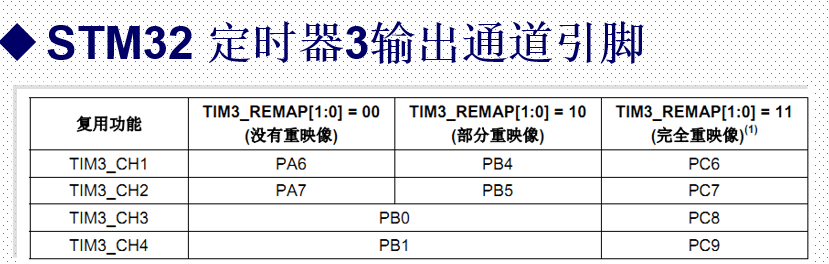 ◆ STM32 定时器3输出通道引脚
复用功能 TIM3_REMAP[1:0] = 00 (没有重映像) TIM3_REMAP[1:0] = 10 (部分重映像) TIM3_REMAP[1:0] = 11 (完全重映像)(1)
TIM3_CH1 PA6 PB4 PC6
TIM3_CH2 PA7 PB5 PC7
TIM3_CH3 PB0 PC8
TIM3_CH4 PB1 PC9